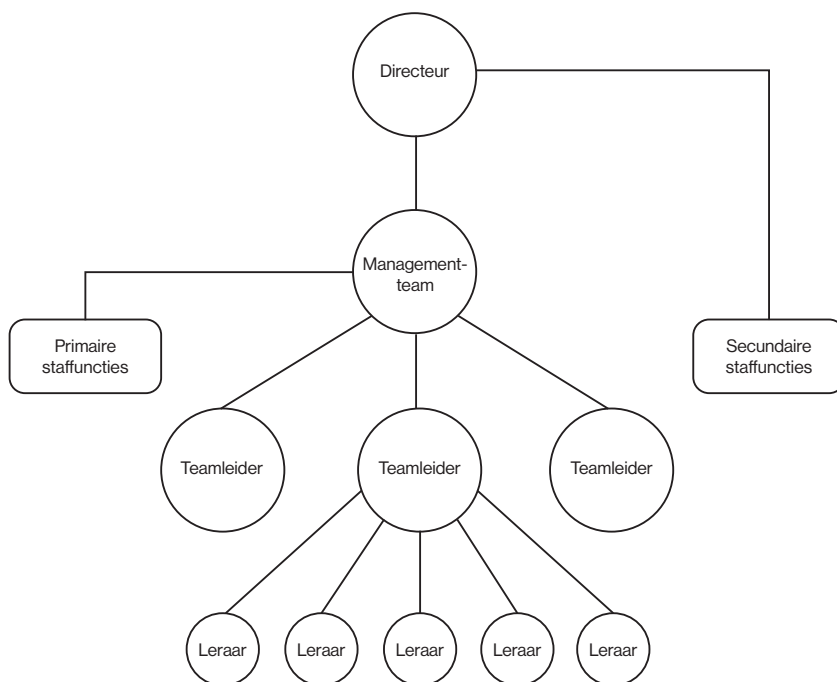 Directeur
Management-
team
Primaire
staffuncties
Secundaire
staffuncties
Teamleider
Teamleider
Teamleider
Leraar
Leraar
Leraar
Leraar
Leraar